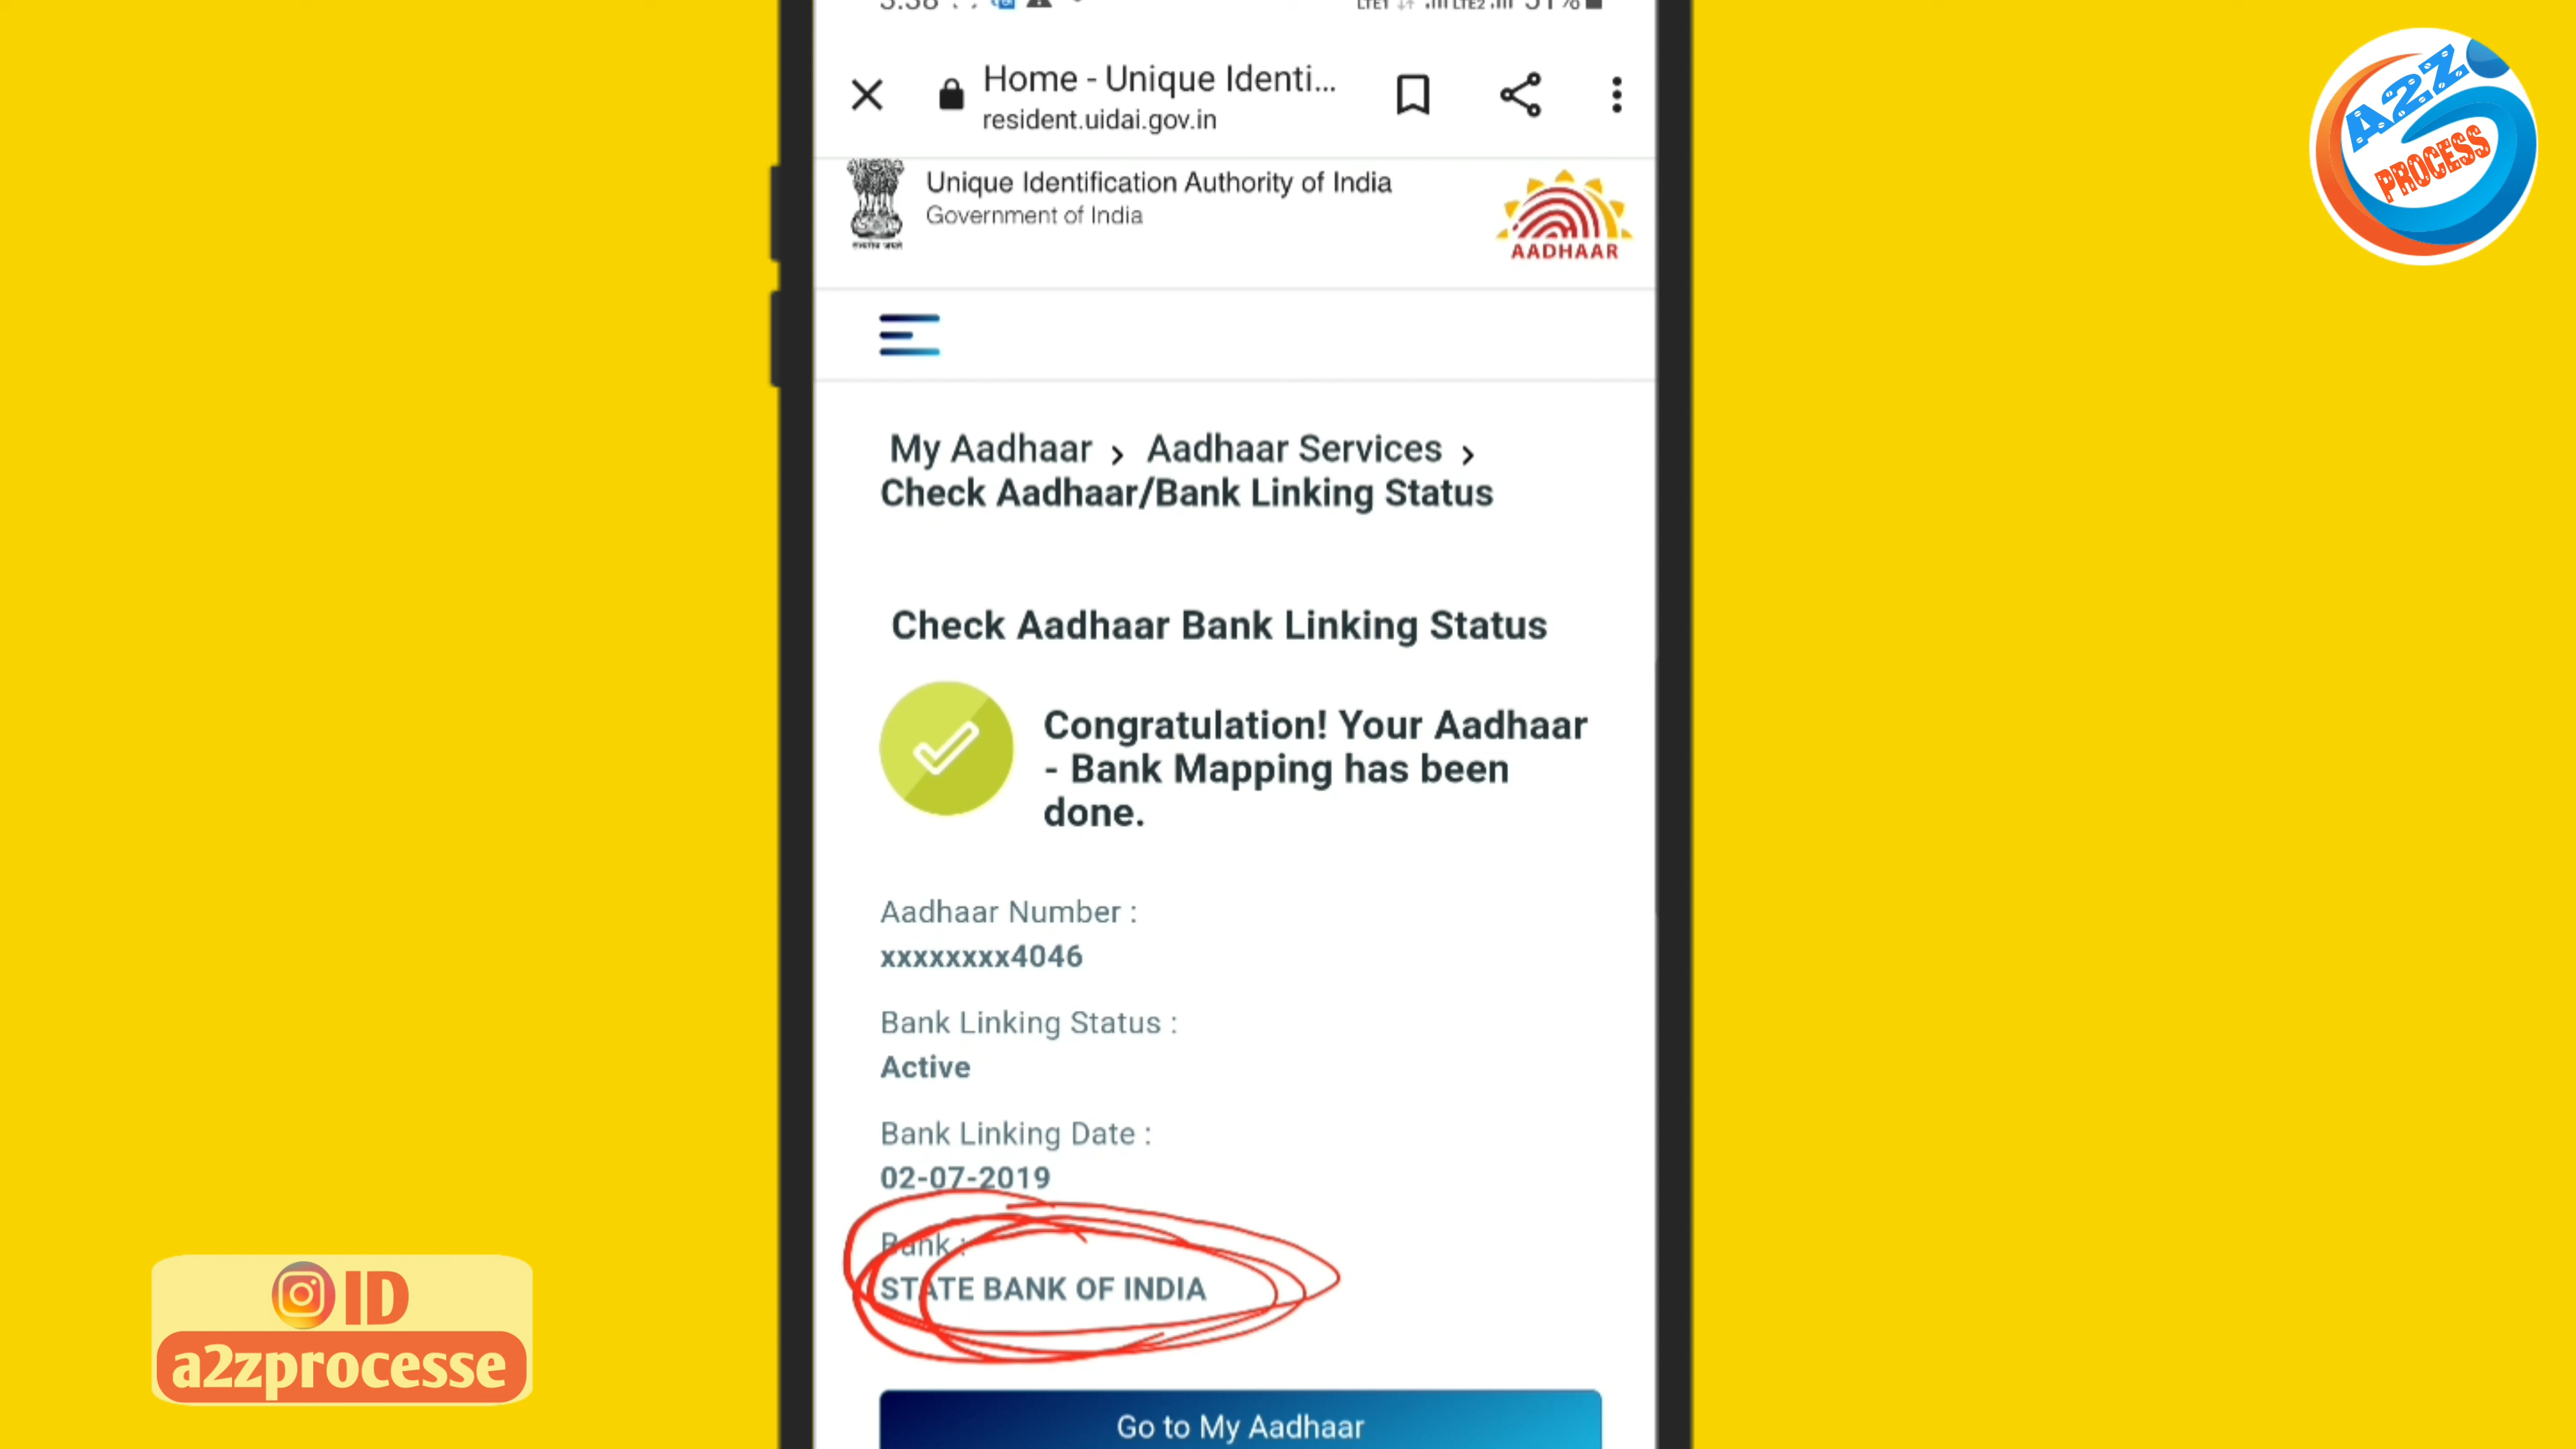 Home - Unique Identi...
resident.uidai.gov.in
A2Z
PROCESS
Unique Identification Authority of India
Government of India
AADHAAR
My Aadhaar › Aadhaar Services ›
Check Aadhaar/Bank Linking Status
Check Aadhaar Bank Linking Status
Congratulation! Your Aadhaar
- Bank Mapping has been
done.
Aadhaar Number :
xxxxxxxx4046
Bank Linking Status :
Active
Bank Linking Date :
02-07-2019
Bank :
STATE BANK OF INDIA
Go to My Aadhaar
ID
a2zprocesse